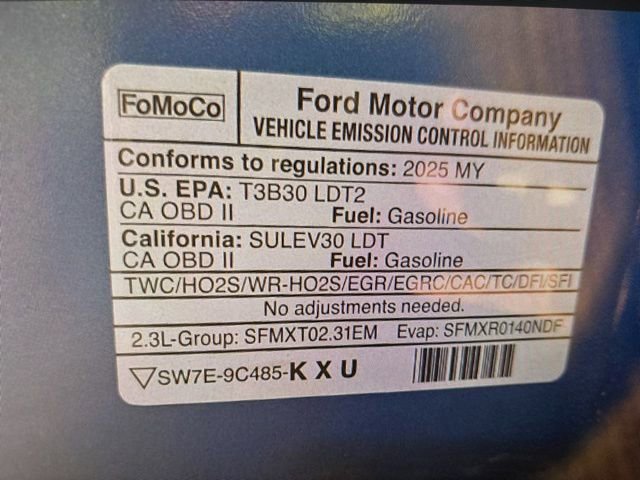 FoMoCo
Ford Motor Company
VEHICLE EMISSION CONTROL INFORMATION
Conforms to regulations: 2025 MY
U.S. EPA: T3B30 LDT2
CA OBD II Fuel: Gasoline
California: SULEV30 LDT
CA OBD II Fuel: Gasoline
TWC/HO2S/WR-HO2S/EGR/EGRC/CAC/TC/DFI/SFI
No adjustments needed.
2.3L-Group: SFMXT02.31EM Evap: SFMXR0140NDF
SW7E-9C485-K X U